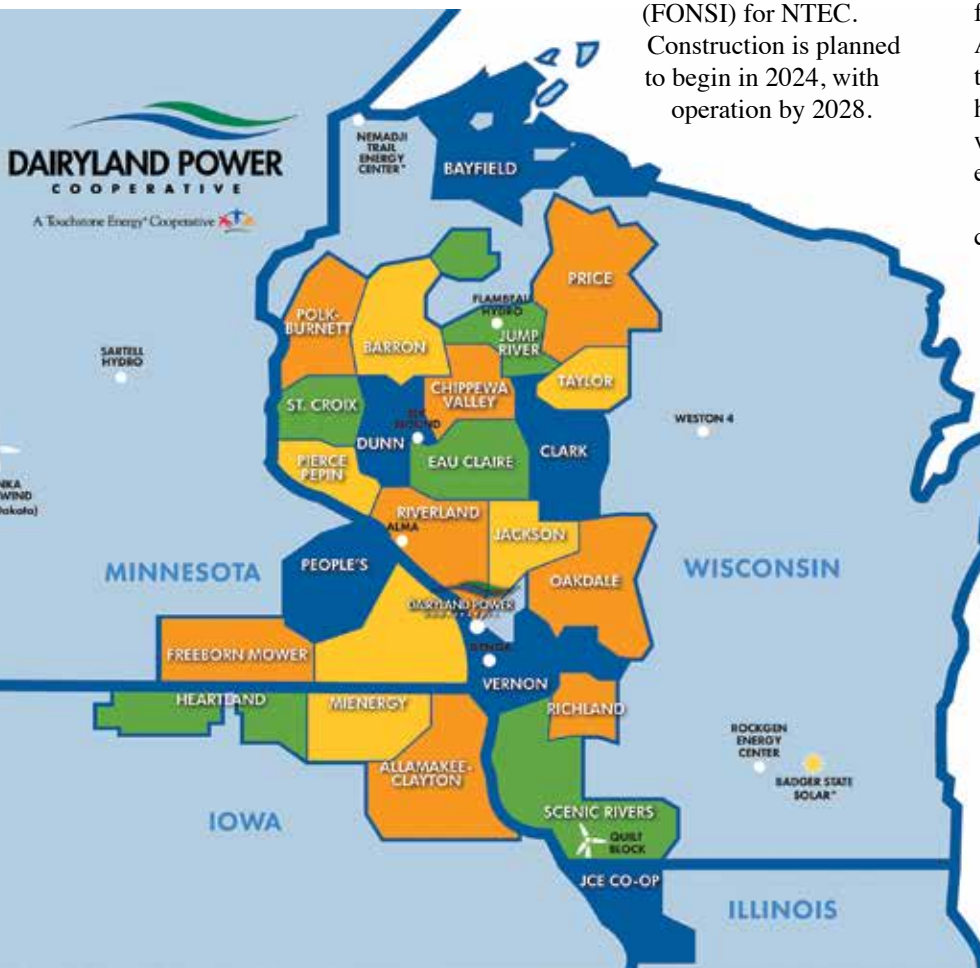 (FONSI) for NTEC.
Construction is planned
to begin in 2024, with
operation by 2028.
DAIRYLAND POWER
COOPERATIVE
A Touchstone Energy® Cooperative
NEMADJI
TRAIL
ENERGY
CENTER*
BAYFIELD
PRICE
FLAMBEAU
HYDRO
POLK-
BURNETT
BARRON
JUMP
RIVER
SARTELL
HYDRO
TAYLOR
CHIPPEWA
VALLEY
ST. CROIX
WESTON 4
DUNN
CLARK
EAU CLAIRE
PIERCE
PEPIN
NKA
WIND
RIVERLAND
ALMA
JACKSON
MINNESOTA
PEOPLE'S
WISCONSIN
OAKDALE
DAIRYLAND POWER
COOPERATIVE
FREEBORN MOWER
GENOA
VERNON
HEARTLAND
MIENERGY
RICHLAND
ROCKGEN
ENERGY
CENTER
ALLAMAKEE-
CLAYTON
BADGER STATE
SOLAR*
IOWA
SCENIC RIVERS
QUILT
BLOCK
JCE CO-OP
ILLINOIS